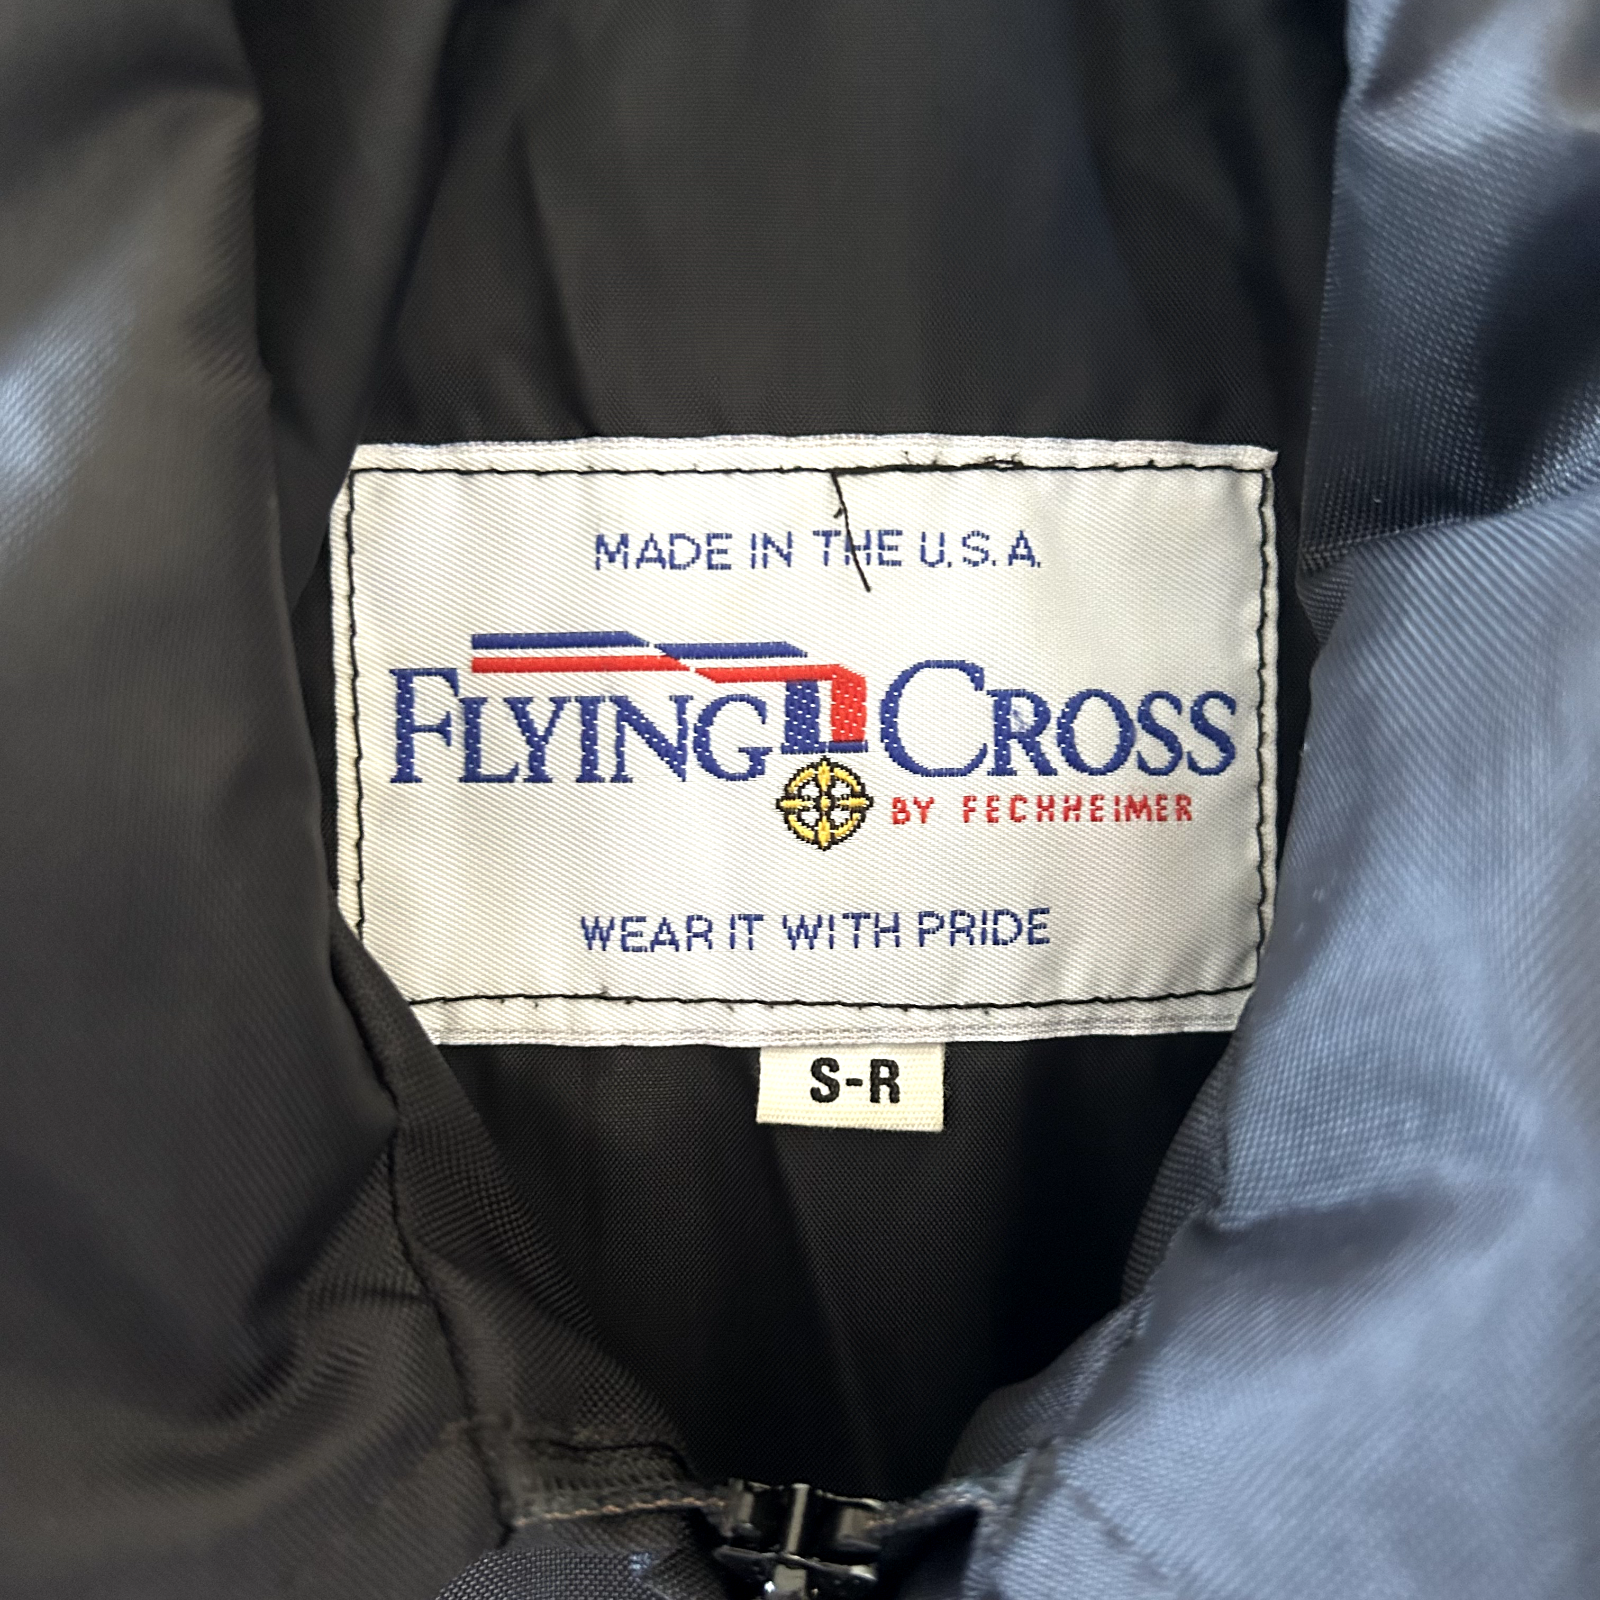 MADE IN THE U.S.A.
FLYING CROSS
BY FECHHEIMER
WEAR IT WITH PRIDE
S-R